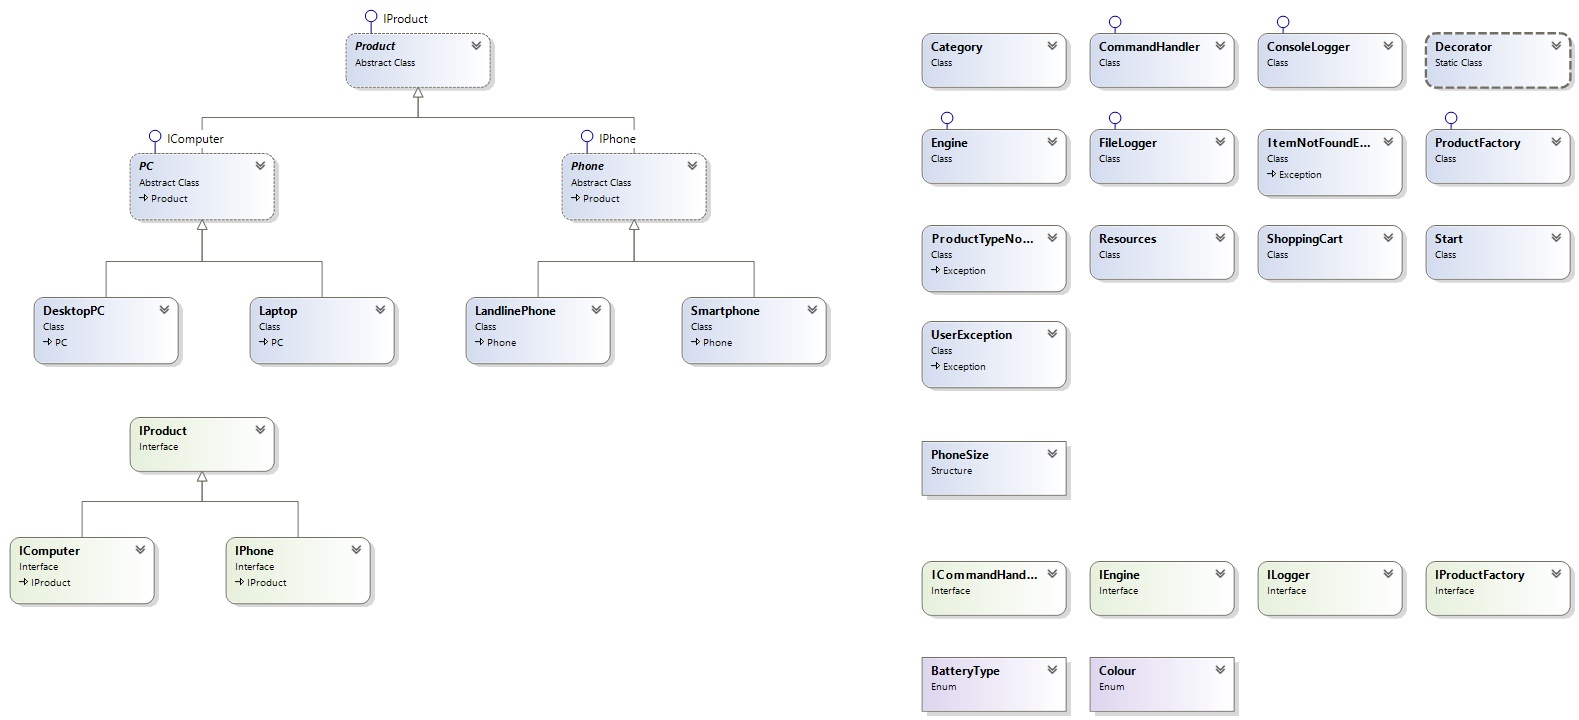 IProduct
Product
Abstract Class
IComputer
PC
Abstract Class
Product
IPhone
Phone
Abstract Class
Product
DesktopPC
Class
PC
Laptop
Class
PC
LandlinePhone
Class
Phone
Smartphone
Class
Phone
IProduct
Interface
IComputer
Interface
IProduct
IPhone
Interface
IProduct
Category
Class
CommandHandler
Class
ConsoleLogger
Class
Decorator
Static Class
Engine
Class
FileLogger
Class
ItemNotFoundE...
Class
Exception
ProductFactory
Class
ProductTypeNo...
Class
Exception
Resources
Class
ShoppingCart
Class
Start
Class
UserException
Class
Exception
PhoneSize
Structure
ICommandHand...
Interface
IEngine
Interface
ILogger
Interface
IProductFactory
Interface
BatteryType
Enum
Colour
Enum